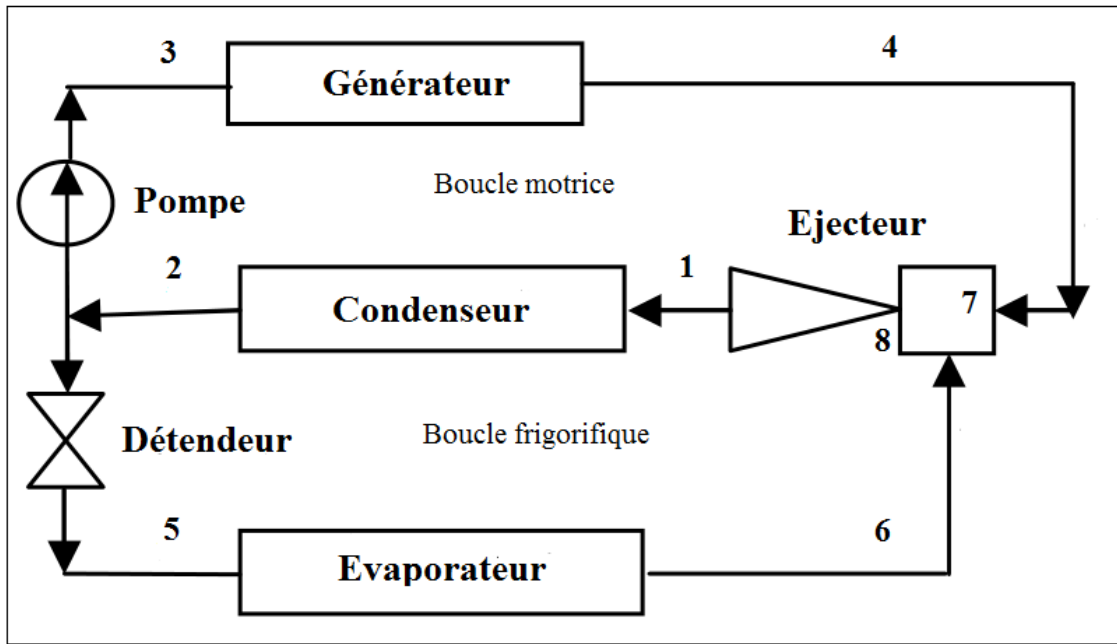 3
4
Générateur
Boucle motrice
Pompe
Ejecteur
2
1
7
Condenseur
8
Détendeur
Boucle frigorifique
5
6
Evaporateur